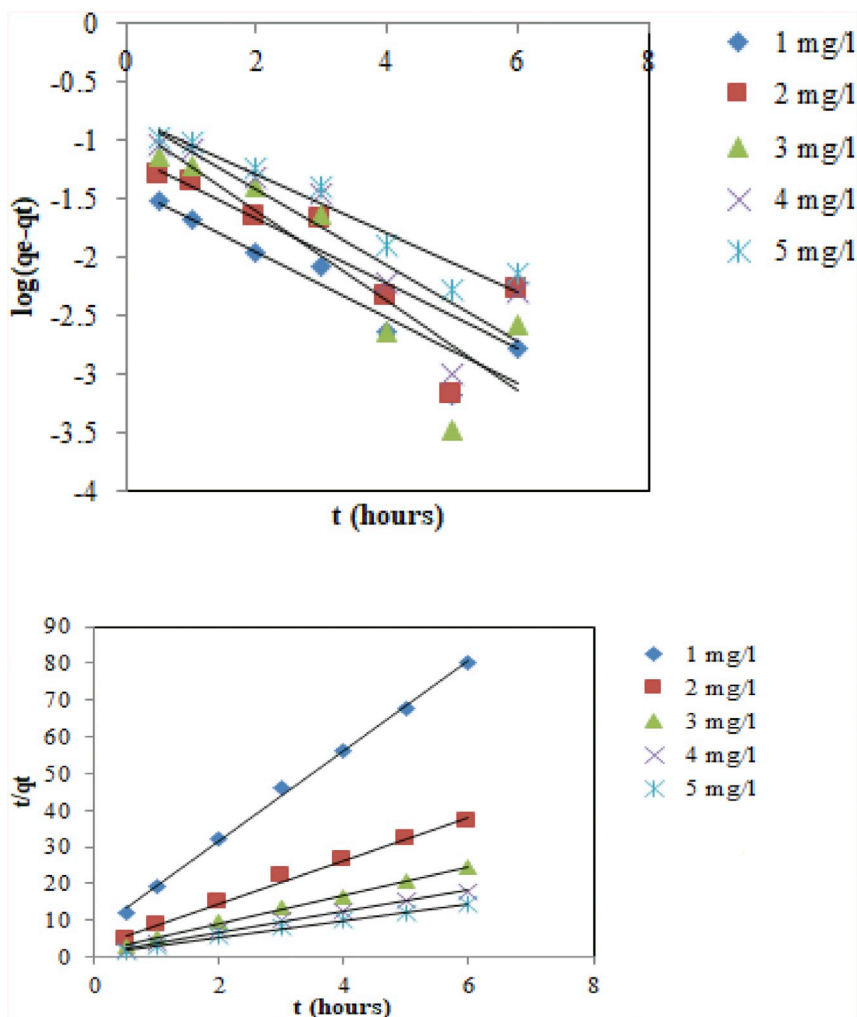 0
-0.5
-1
-1.5
-2
-2.5
-3
-3.5
-4
0 2 4 6 8
log(qe-qt)
t (hours)
1 mg/l
2 mg/l
3 mg/l
4 mg/l
5 mg/l
90
80
70
60
50
40
30
20
10
0
0 2 4 6 8
t/qt
t (hours)
1 mg/l
2 mg/l
3 mg/l
4 mg/l
5 mg/l